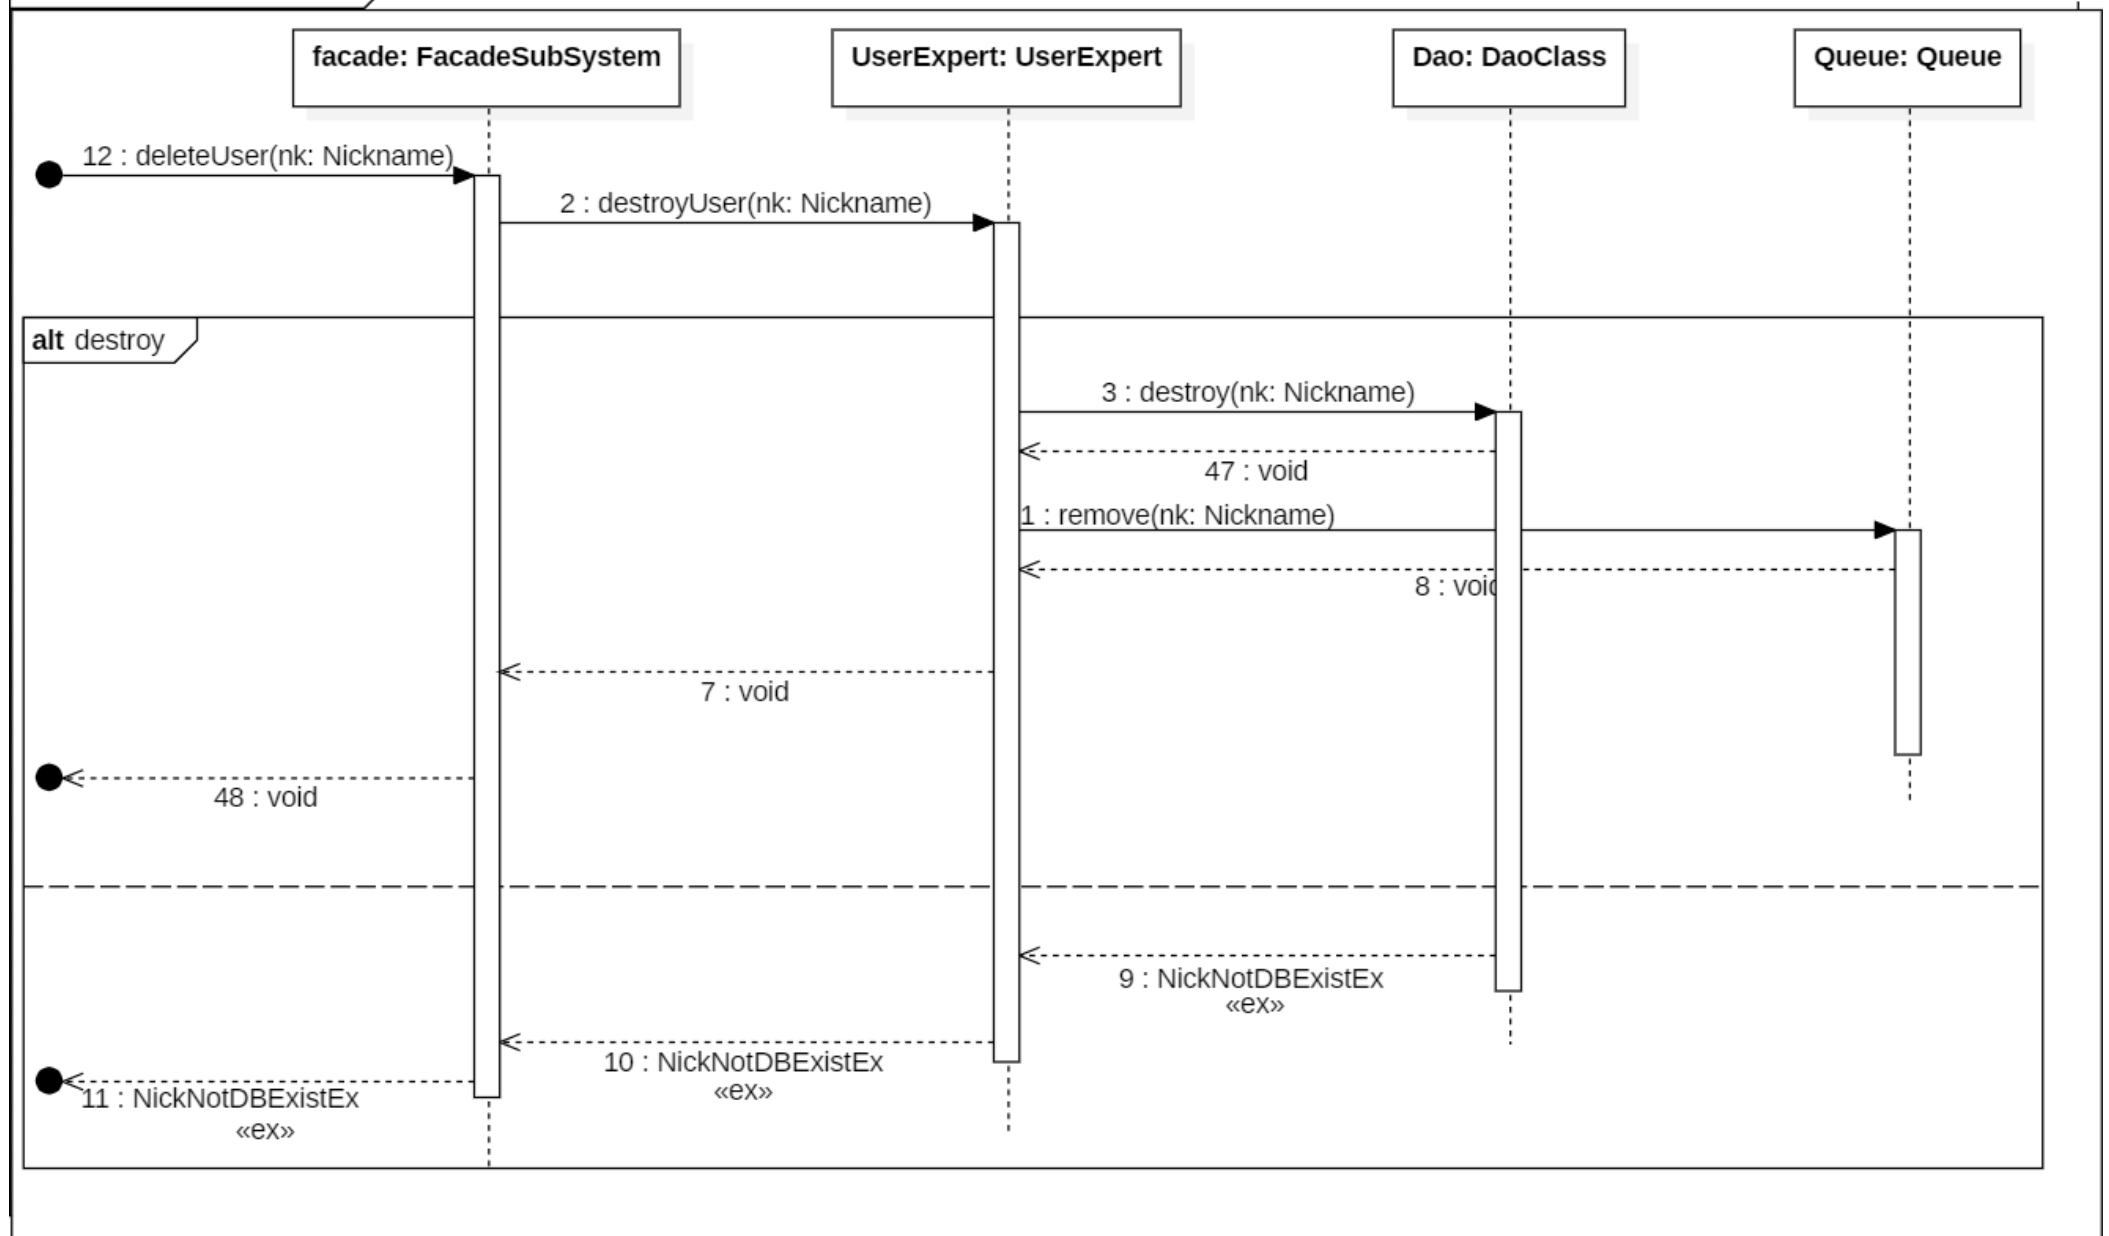 facade: FacadeSubSystem
UserExpert: UserExpert
Dao: DaoClass
Queue: Queue
12 : deleteUser(nk: Nickname)
2 : destroyUser(nk: Nickname)
alt destroy
3 : destroy(nk: Nickname)
47 : void
1 : remove(nk: Nickname)
8 : void
7 : void
48 : void
9 : NickNotDBExistEx
«ex»
10 : NickNotDBExistEx
«ex»
11 : NickNotDBExistEx
«ex»